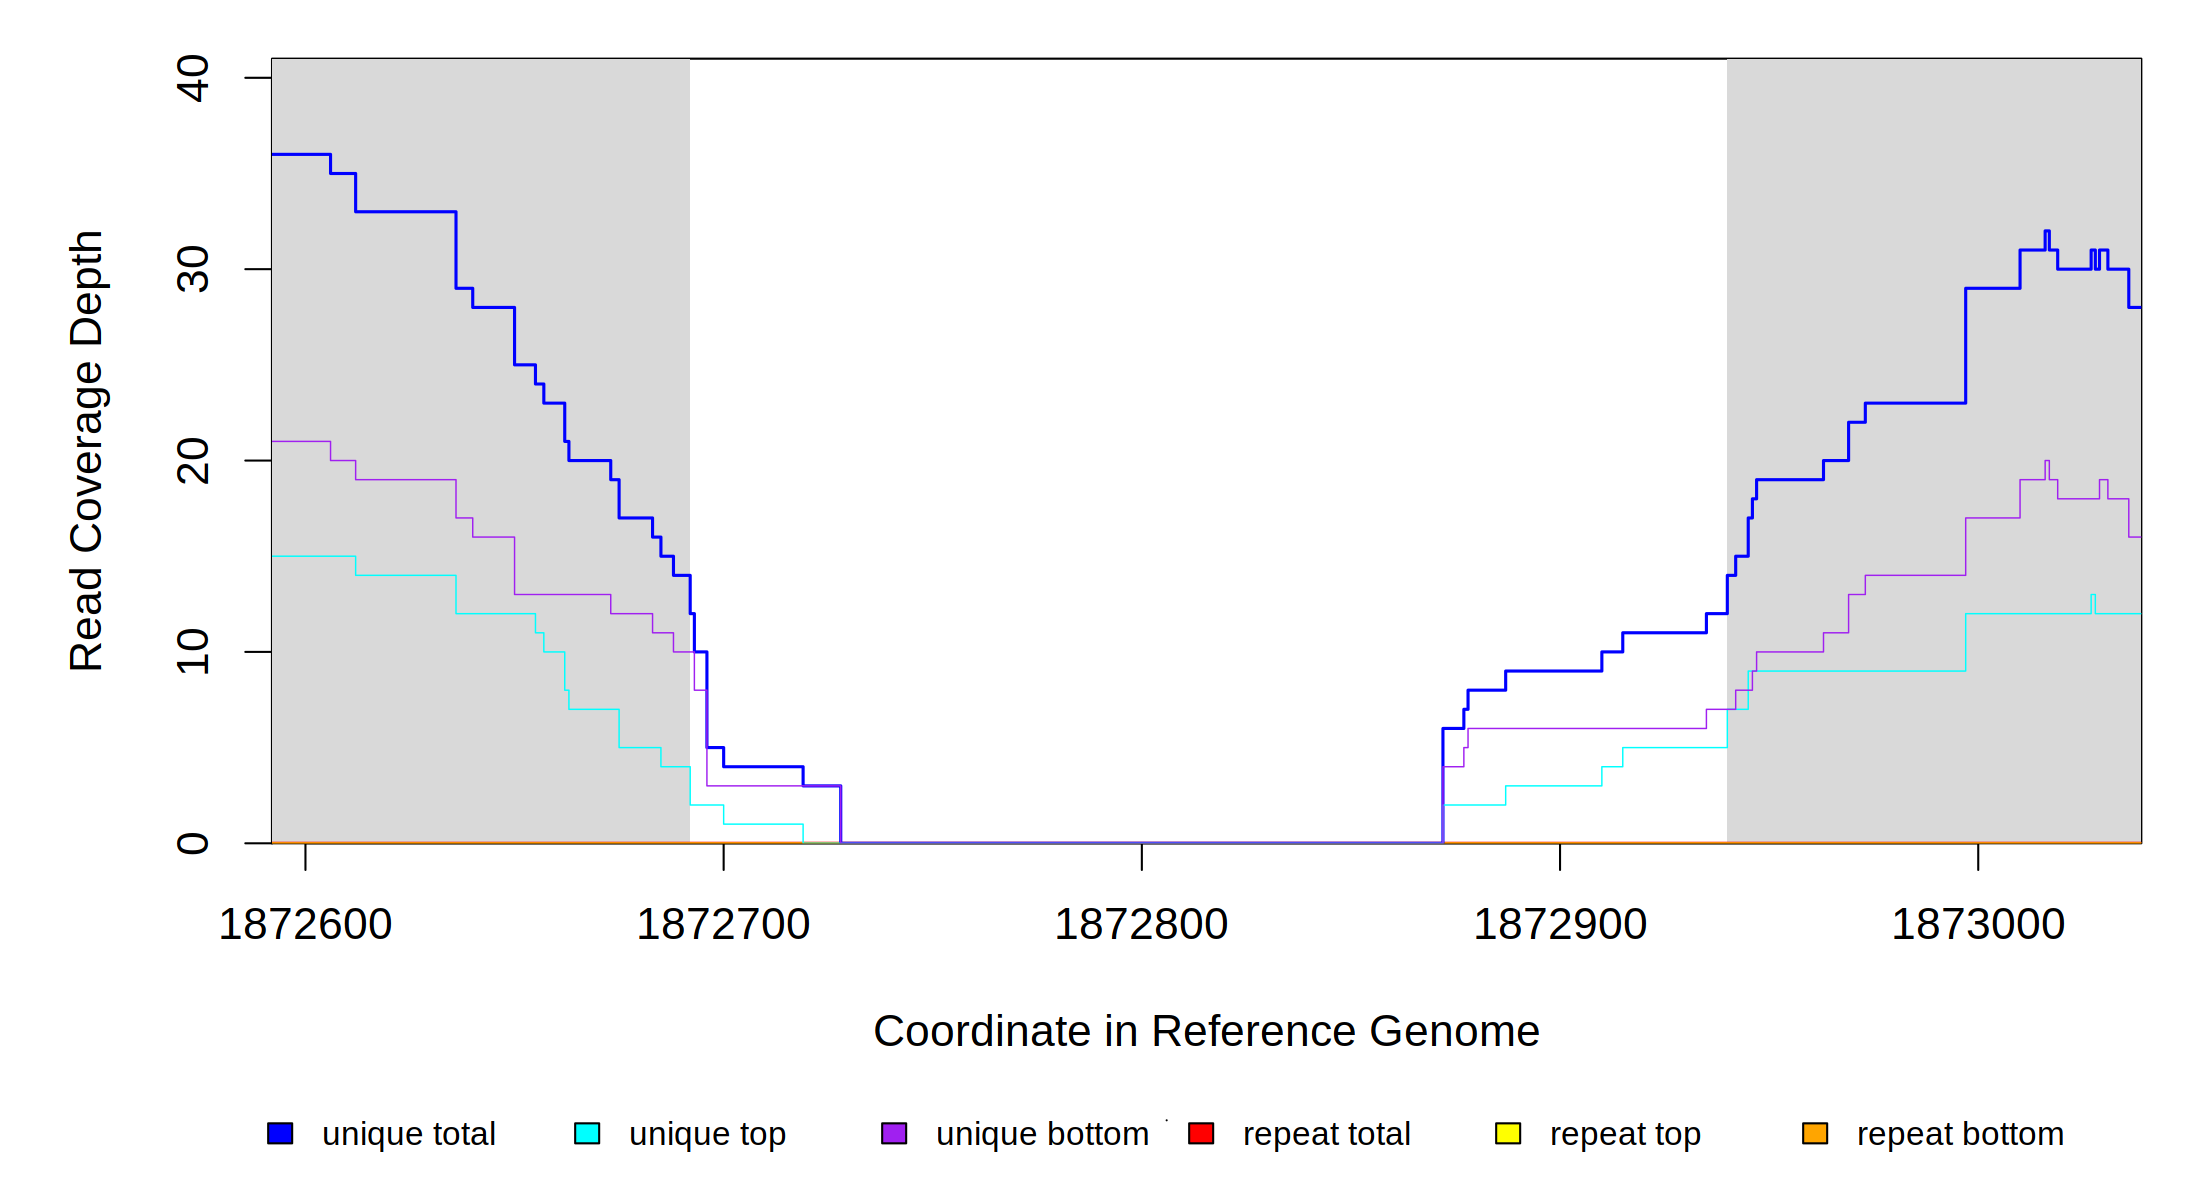 40
30
20
10
0
Read Coverage Depth
1872600 1872700 1872800 1872900 1873000
Coordinate in Reference Genome
unique total unique top unique bottom repeat total repeat top repeat bottom